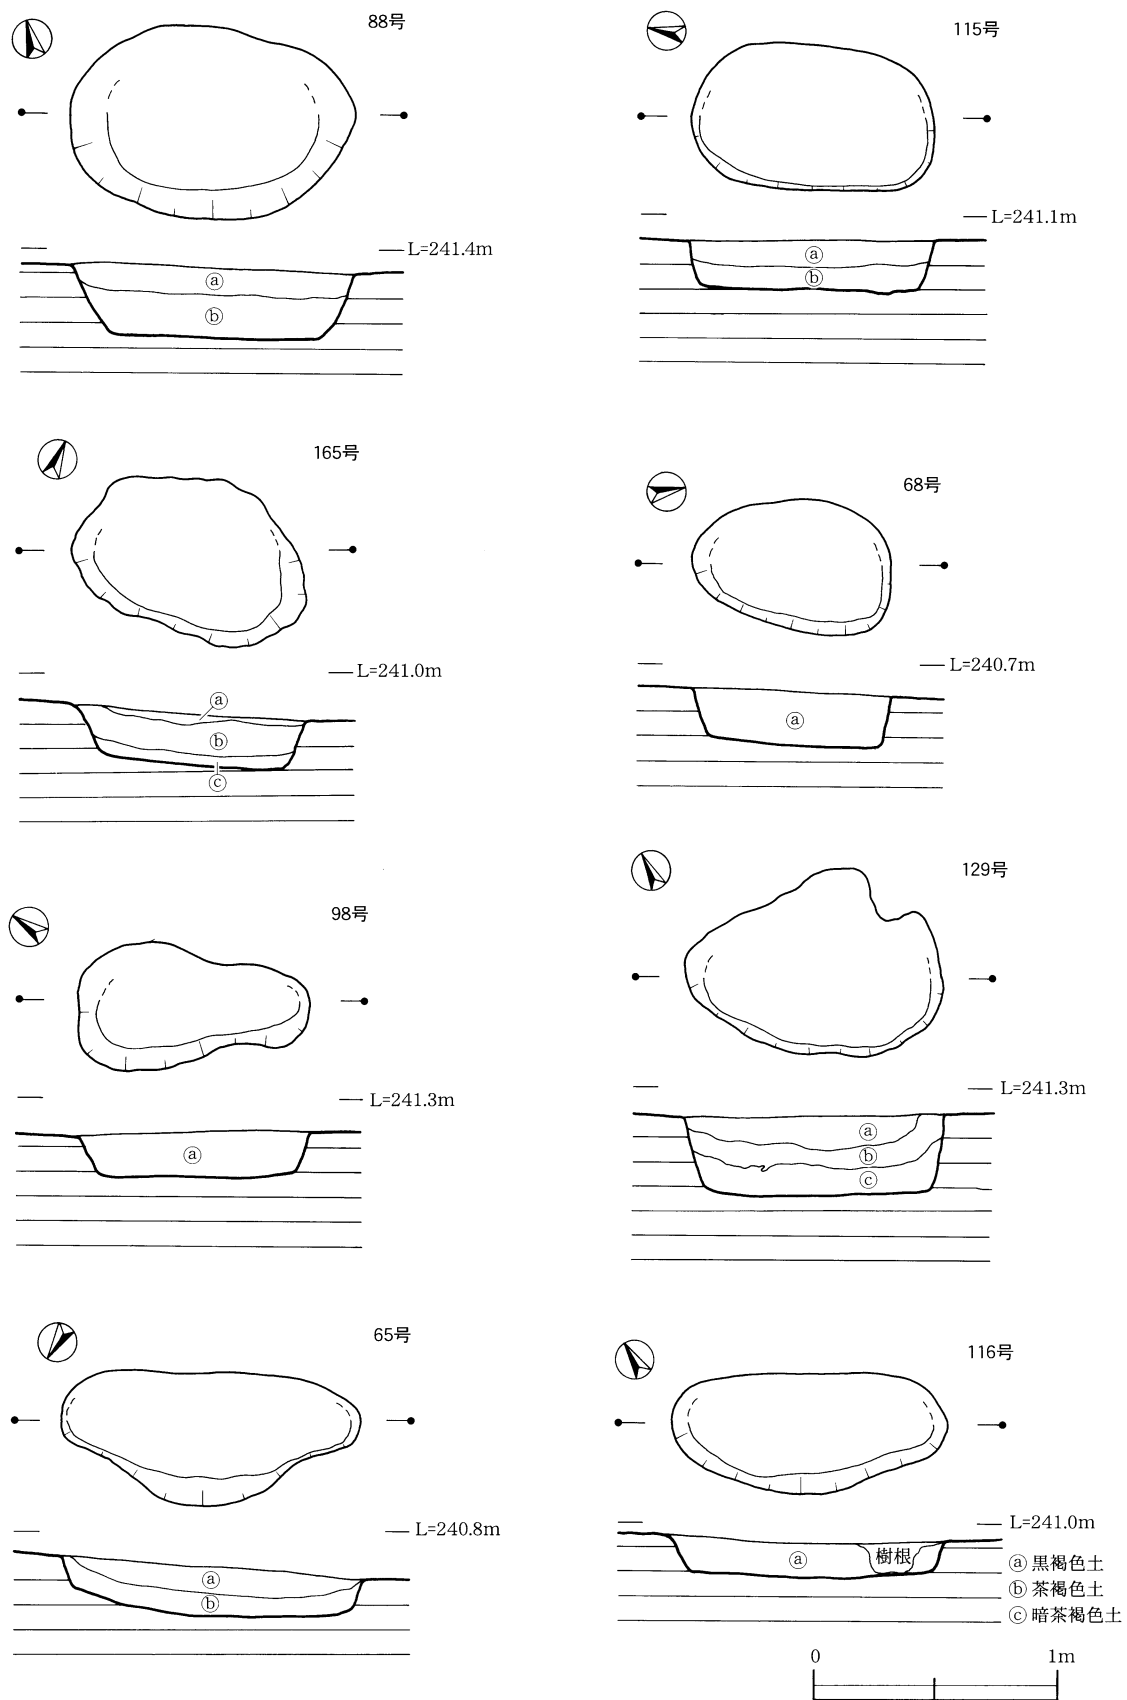 88号
L=241.4m
ⓐ
ⓑ
115号
L=241.1m
ⓐ
ⓑ
165号
L=241.0m
ⓐ
ⓑ
ⓒ
68号
L=240.7m
ⓐ
98号
L=241.3m
ⓐ
129号
L=241.3m
ⓐ
ⓑ
ⓒ
65号
L=240.8m
ⓐ
ⓑ
116号
L=241.0m
ⓐ
樹根
ⓐ 黒褐色土
ⓑ 茶褐色土
ⓒ 暗茶褐色土
0 1m